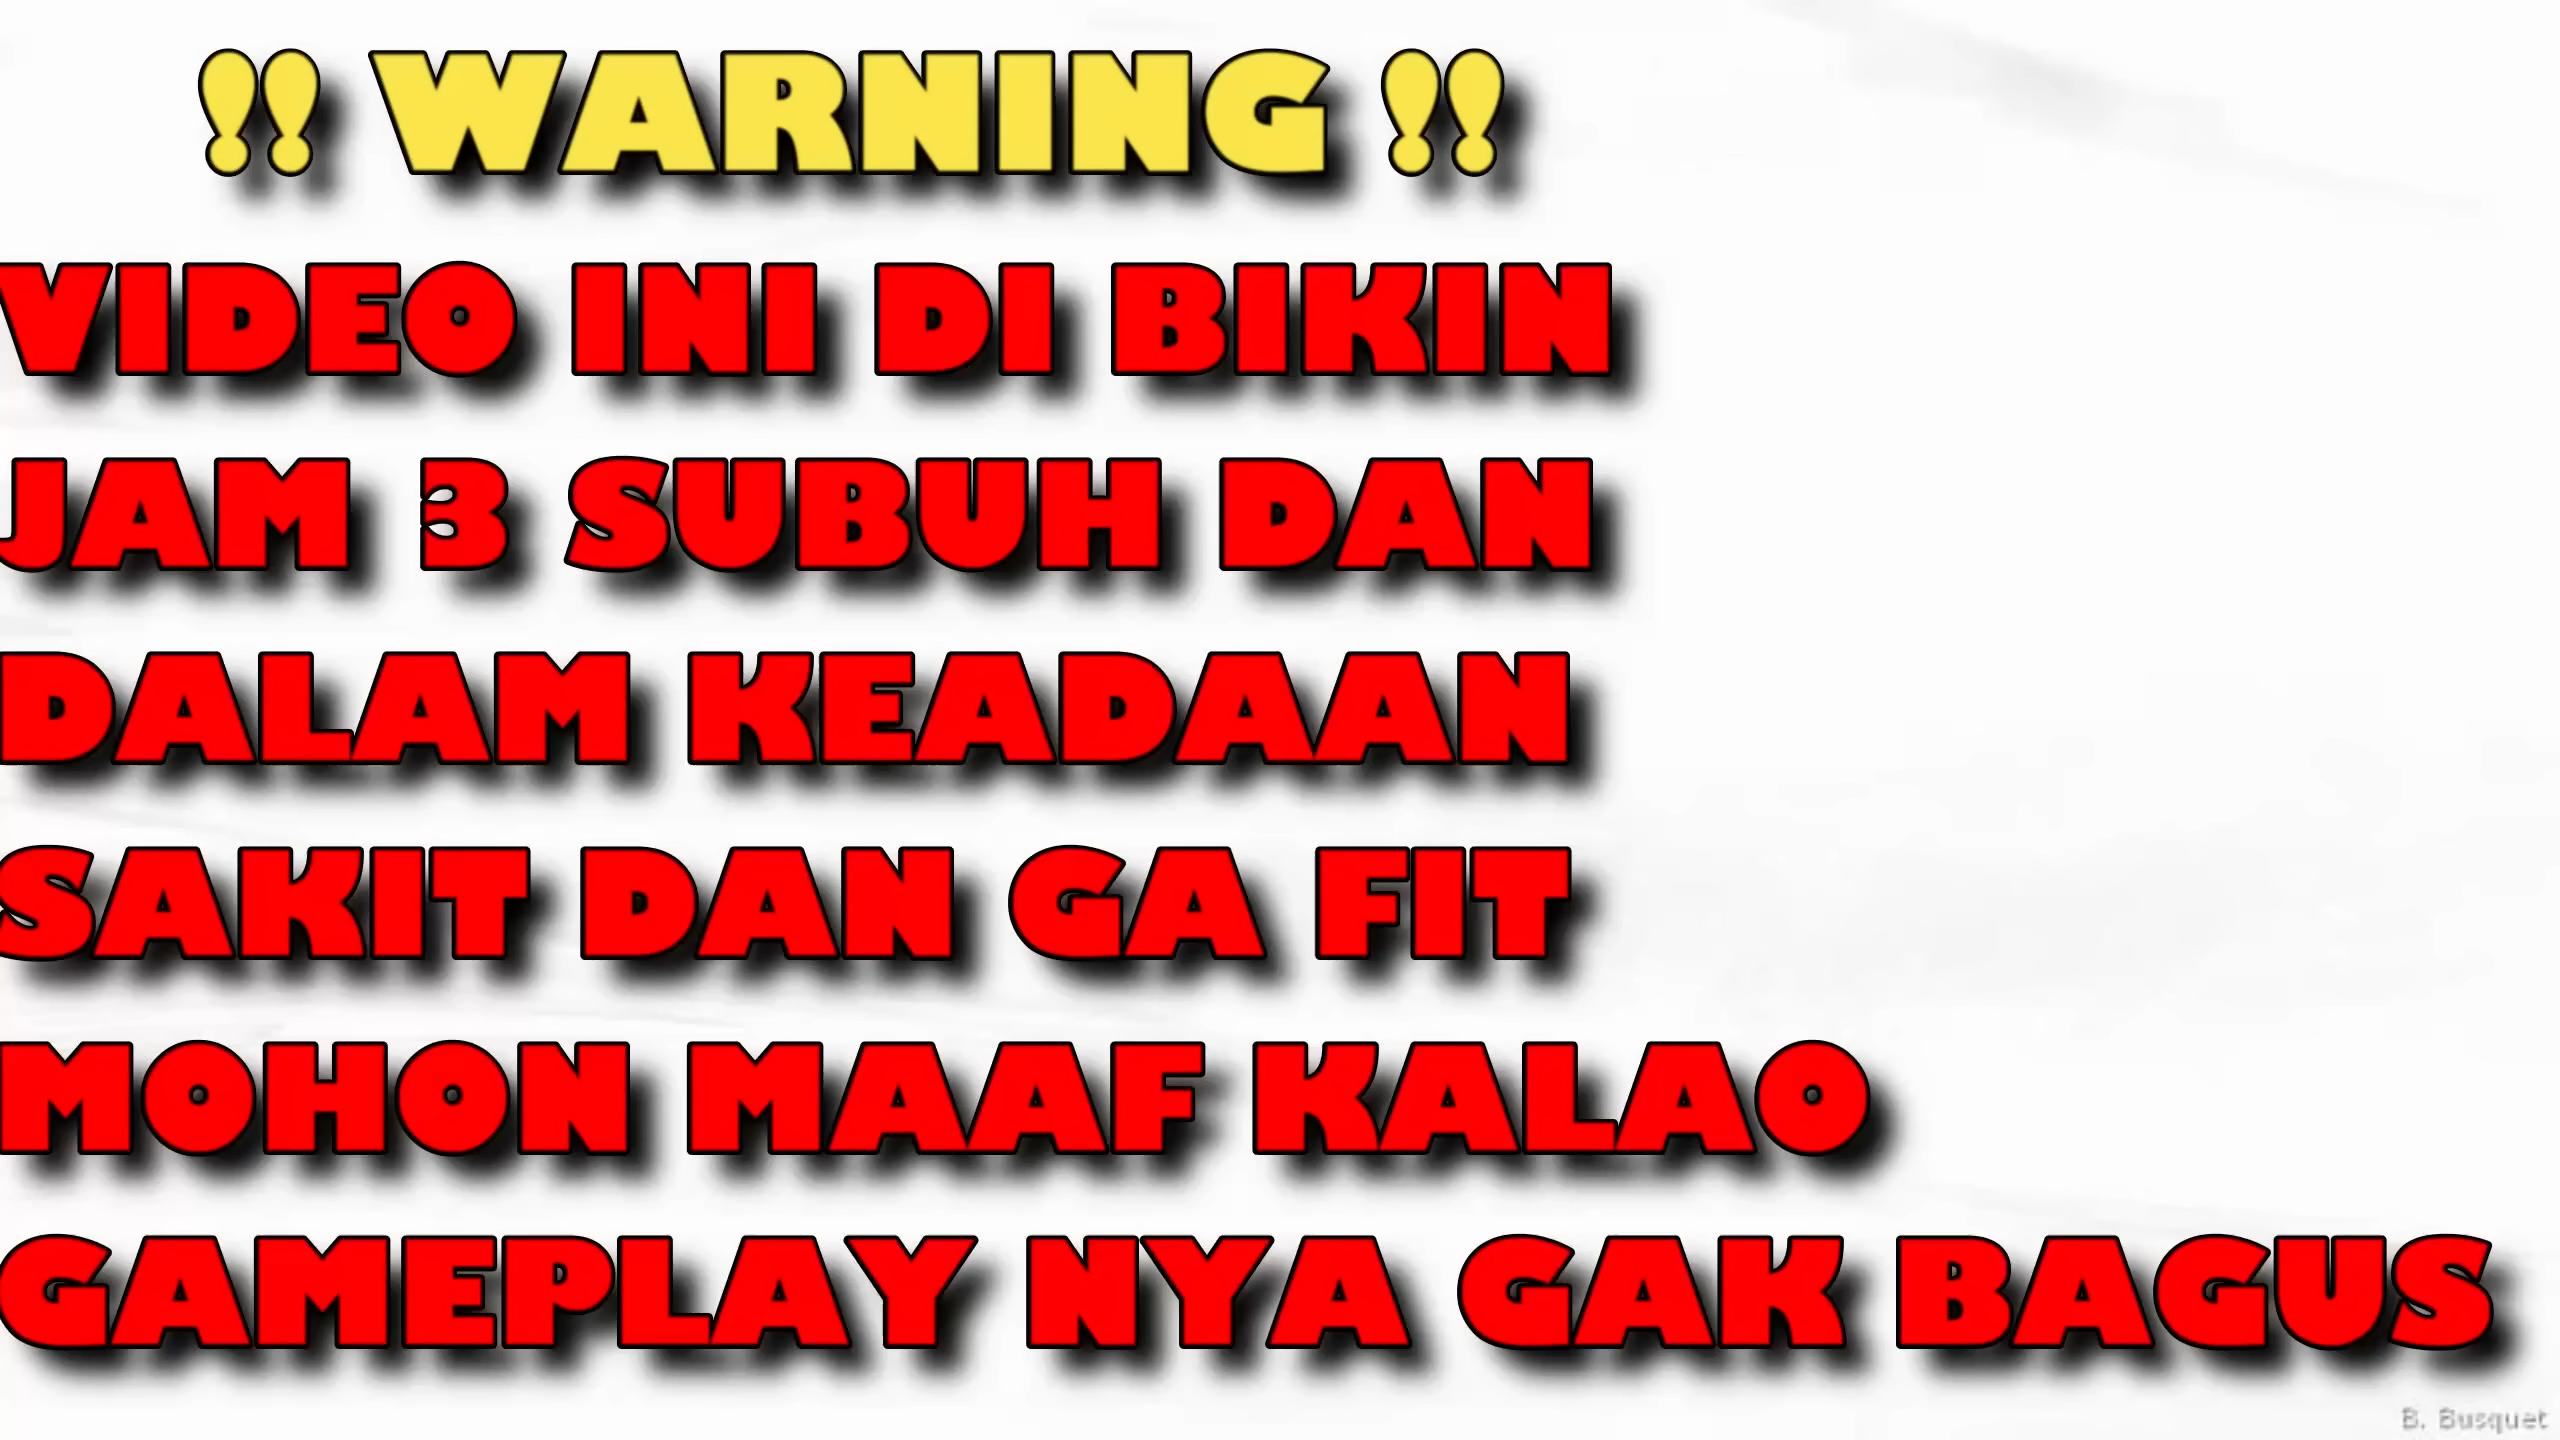 !! WARNING !!
VIDEO INI DI BIKIN
JAM 3 SUBUH DAN
DALAM KEADAAN
SAKIT DAN GA FIT
MOHON MAAF KALAO
GAMEPLAY NYA GAK BAGUS
B. Busquet